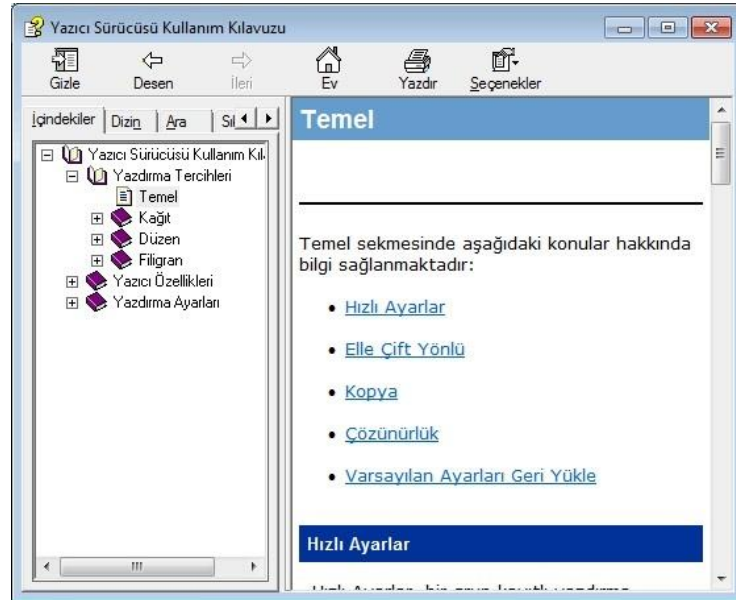 Yazıcı Sürücüsü Kullanım Kılavuzu
Gizle Desen İleri Ev Yazdır Seçenekler
İçindekiler Dizin Ara Sıl
Temel
Yazıcı Sürücüsü Kullanım Kıl
Yazdırma Tercihleri
Temel
Kağıt
Düzen
Filigran
Yazıcı Özellikleri
Yazdırma Ayarları
Temel sekmesinde aşağıdaki konular hakkında
bilgi sağlanmaktadır:
Hızlı Ayarlar
Elle Çift Yönlü
Kopya
Çözünürlük
Varsayılan Ayarları Geri Yükle
Hızlı Ayarlar